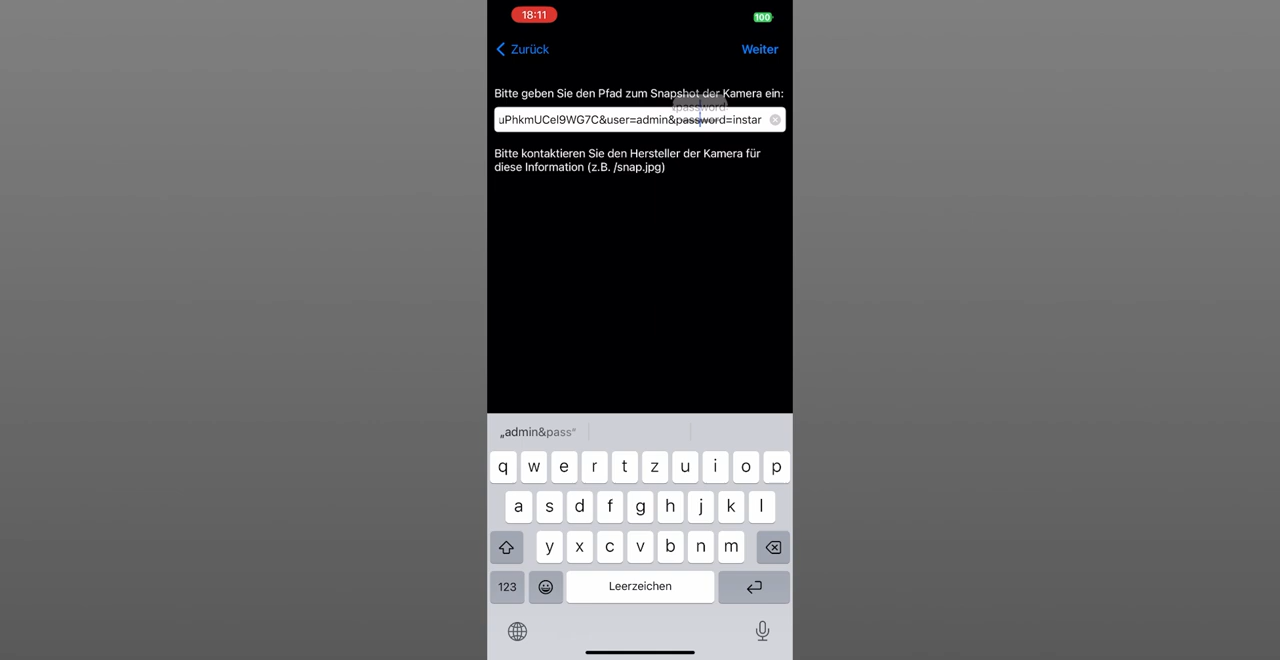 18:11
100
Zurück
Weiter
Bitte geben Sie den Pfad zum Snapshot der Kamera ein:
password
uPhkmUCel9WG7C&user=admin&password=instar
Bitte kontaktieren Sie den Hersteller der Kamera für
diese Information (z.B. /snap.jpg)
„admin&pass“
q w e r t z u i o p
a s d f g h j k l
y x c v b n m
123
Leerzeichen